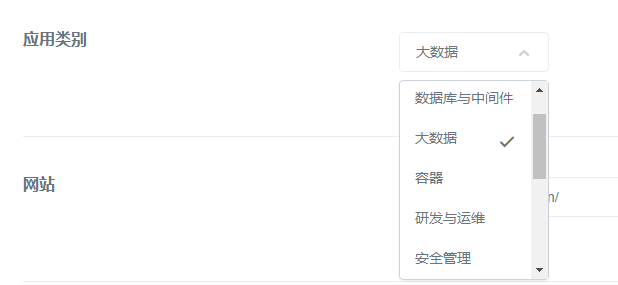 应用类别
大数据
数据库与中间件
大数据
容器
网站
n/
研发与运维
安全管理